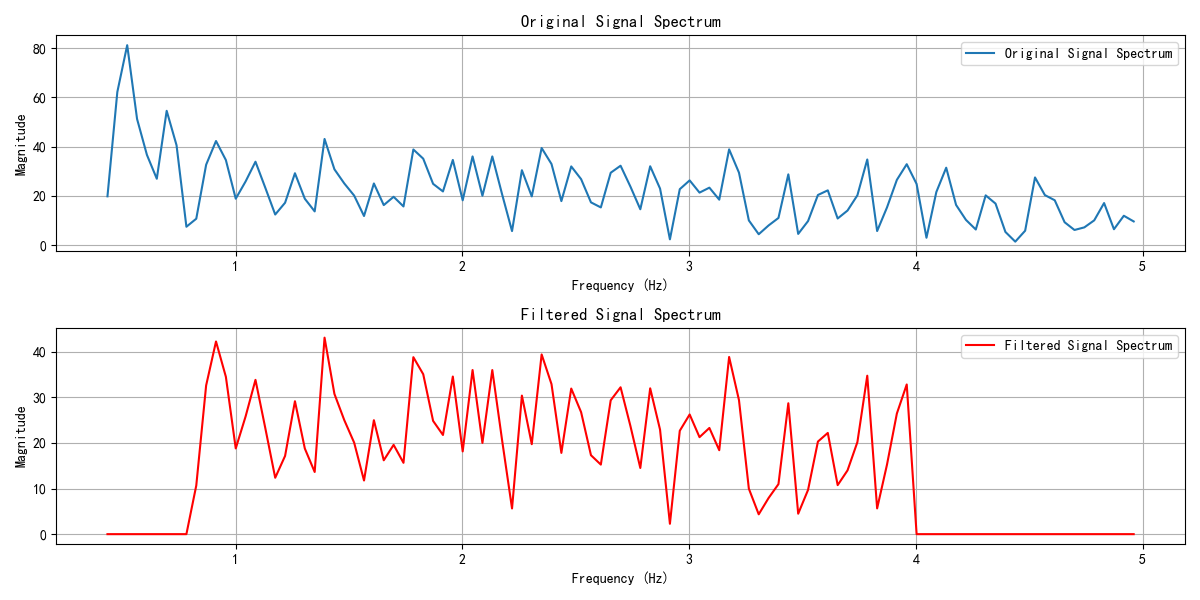 Original Signal Spectrum
80
60
40
20
0
Magnitude
Original Signal Spectrum
1
2
3
4
5
Frequency (Hz)
Filtered Signal Spectrum
40
30
20
10
0
Magnitude
Filtered Signal Spectrum
1
2
3
4
5
Frequency (Hz)